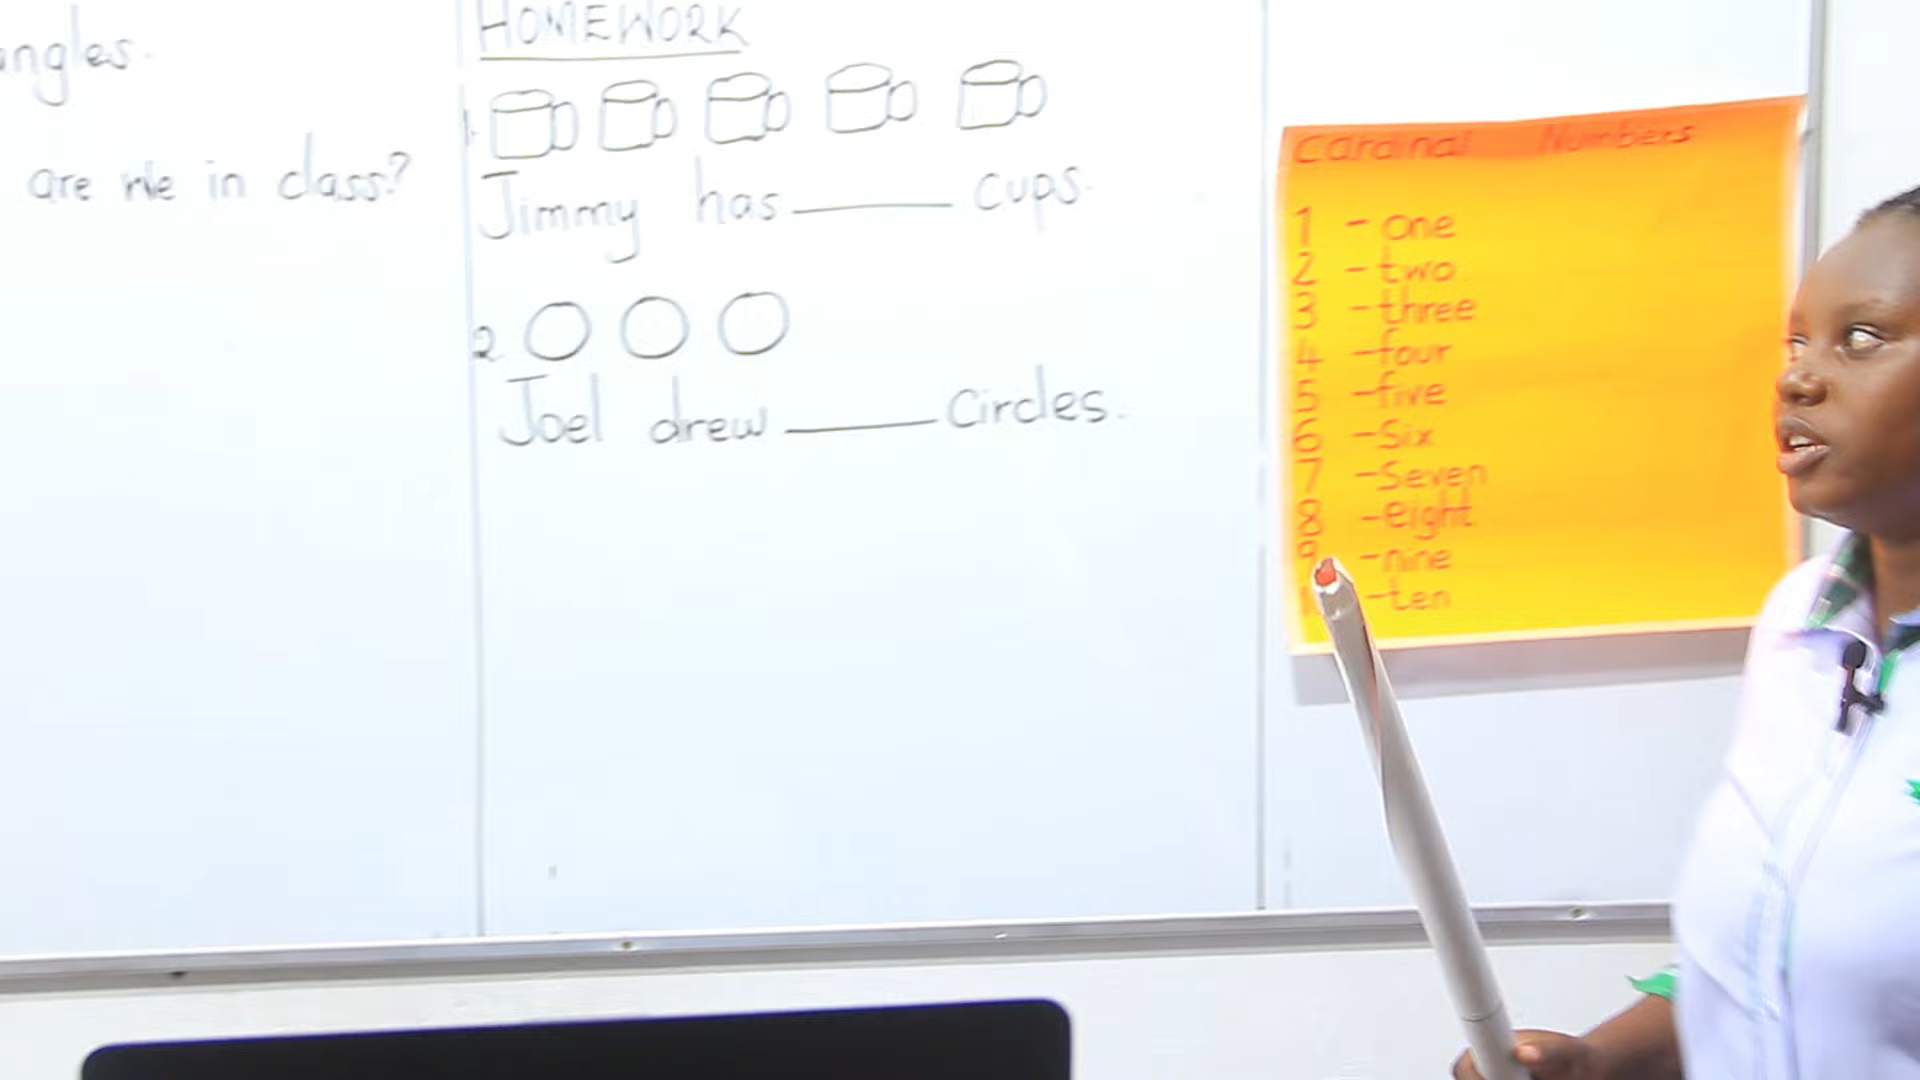 angles.
are we in class?
HOMEWORK
1.
Jimmy has ______ cups.
2.
Joel drew ______ Circles.
Cardinal Numbers
1 - one
2 - two
3 - three
4 - four
5 - five
6 - Six
7 - Seven
8 - eight
9 - nine
- ten